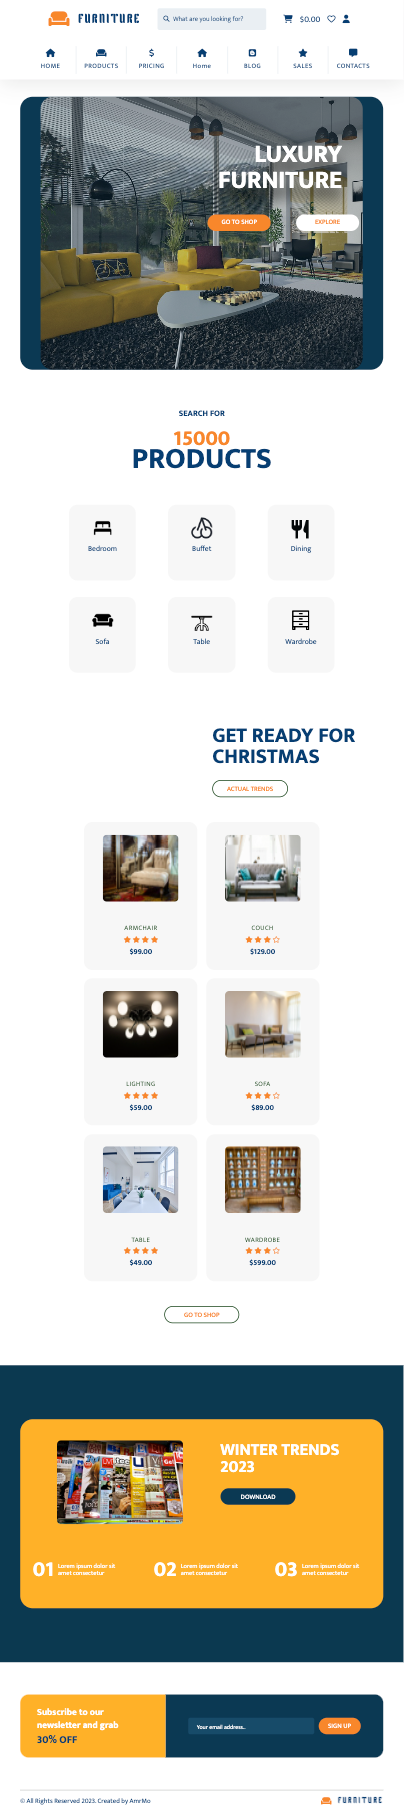 FURNITURE
What are you looking for?
$0.00
HOME
PRODUCTS
PRICING
Home
BLOG
SALES
CONTACTS
LUXURY
FURNITURE
GO TO SHOP
EXPLORE
SEARCH FOR
15000
PRODUCTS
Bedroom
Buffet
Dining
Sofa
Table
Wardrobe
GET READY FOR
CHRISTMAS
ACTUAL TRENDS
ARMCHAIR
$99.00
COUCH
$129.00
LIGHTING
$59.00
SOFA
$89.00
TABLE
$49.00
WARDROBE
$599.00
GO TO SHOP
WINTER TRENDS
2023
DOWNLOAD
01
Lorem ipsum dolor sit
amet consectetur
02
Lorem ipsum dolor sit
amet consectetur
03
Lorem ipsum dolor sit
amet consectetur
Subscribe to our
newsletter and grab
30% OFF
Your email address..
SIGN UP
© All Rights Reserved 2023. Created by AmrMo
FURNITURE